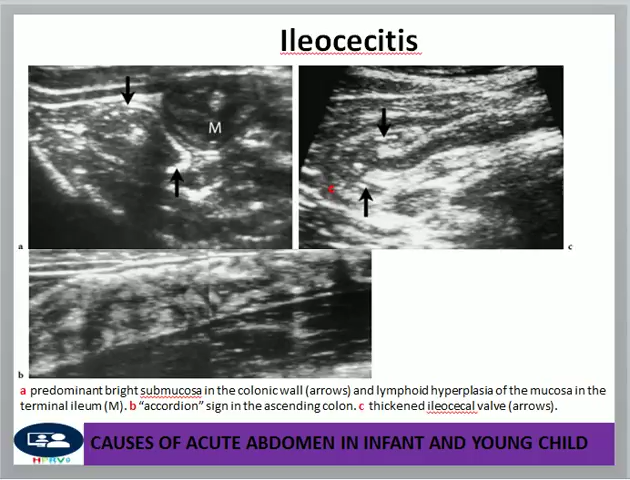 Ileocecitis
M
a
c
b
a predominant bright submucosa in the colonic wall (arrows) and lymphoid hyperplasia of the mucosa in the
terminal ileum (M). b “accordion” sign in the ascending colon. c thickened ileocecal valve (arrows).
CAUSES OF ACUTE ABDOMEN IN INFANT AND YOUNG CHILD